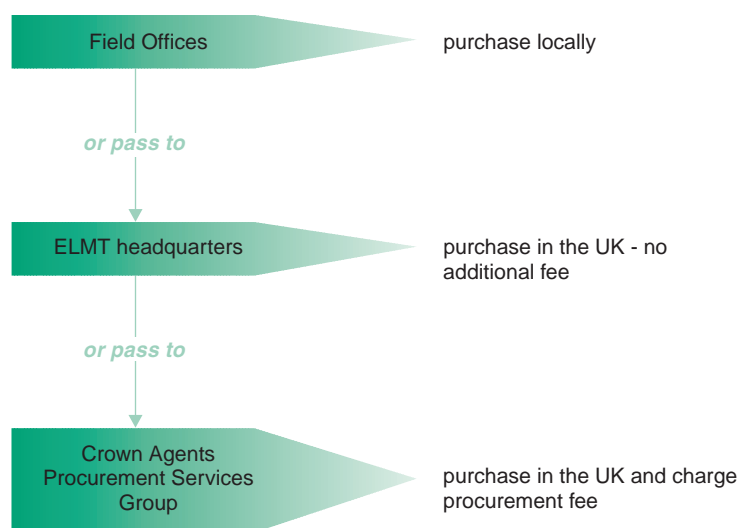 Field Offices
purchase locally
or pass to
ELMT headquarters
purchase in the UK - no
additional fee
or pass to
Crown Agents
Procurement Services
Group
purchase in the UK and charge
procurement fee